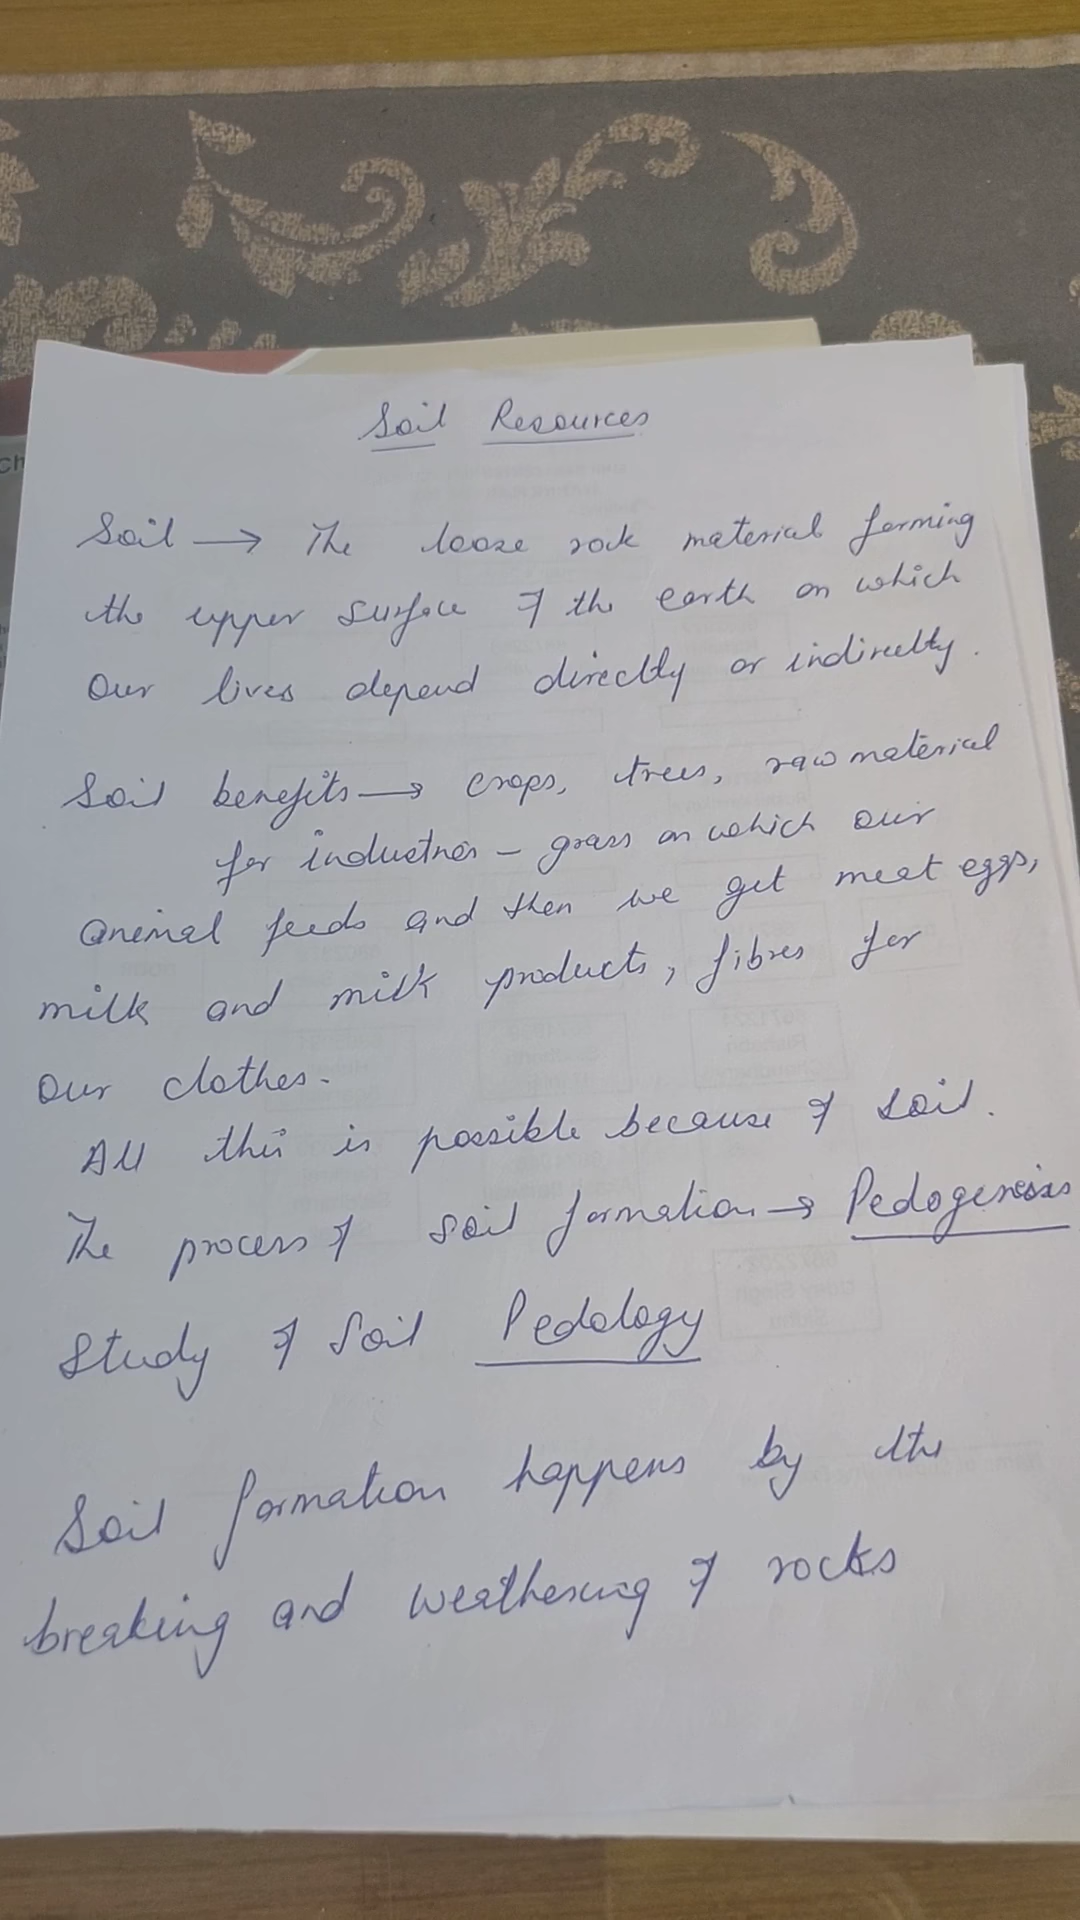 Soil Resources
Soil → The loose rock material forming
the upper surface of the earth on which
Our lives depend directly or indirectly.
Soil benefits → crops, trees, raw material
for industries - grass on which our
animal feeds and then we get meat eggs,
milk and milk products, fibres for
our clothes.
All this is possible because of soil.
The process of soil formation → Pedogenesis
Study of Soil Pedology
Soil formation happens by the
breaking and weathering of rocks